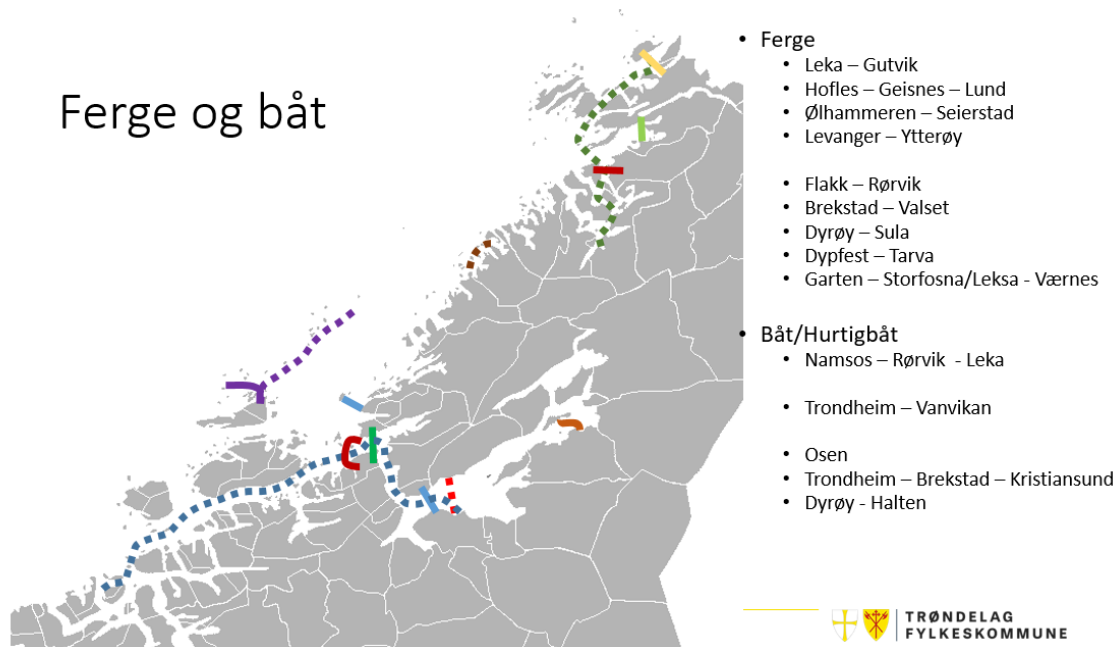 Ferge og båt
• Ferge
• Leka – Gutvik
• Hofles – Geisnes – Lund
• Ølhammeren – Seierstad
• Levanger – Ytterøy
• Flakk – Rørvik
• Brekstad – Valset
• Dyrøy – Sula
• Dypfest – Tarva
• Garten – Storfosna/Leksa - Værnes
• Båt/Hurtigbåt
• Namsos – Rørvik - Leka
• Trondheim – Vanvikan
• Osen
• Trondheim – Brekstad – Kristiansund
• Dyrøy - Halten
TRØNDELAG
FYLKESKOMMUNE